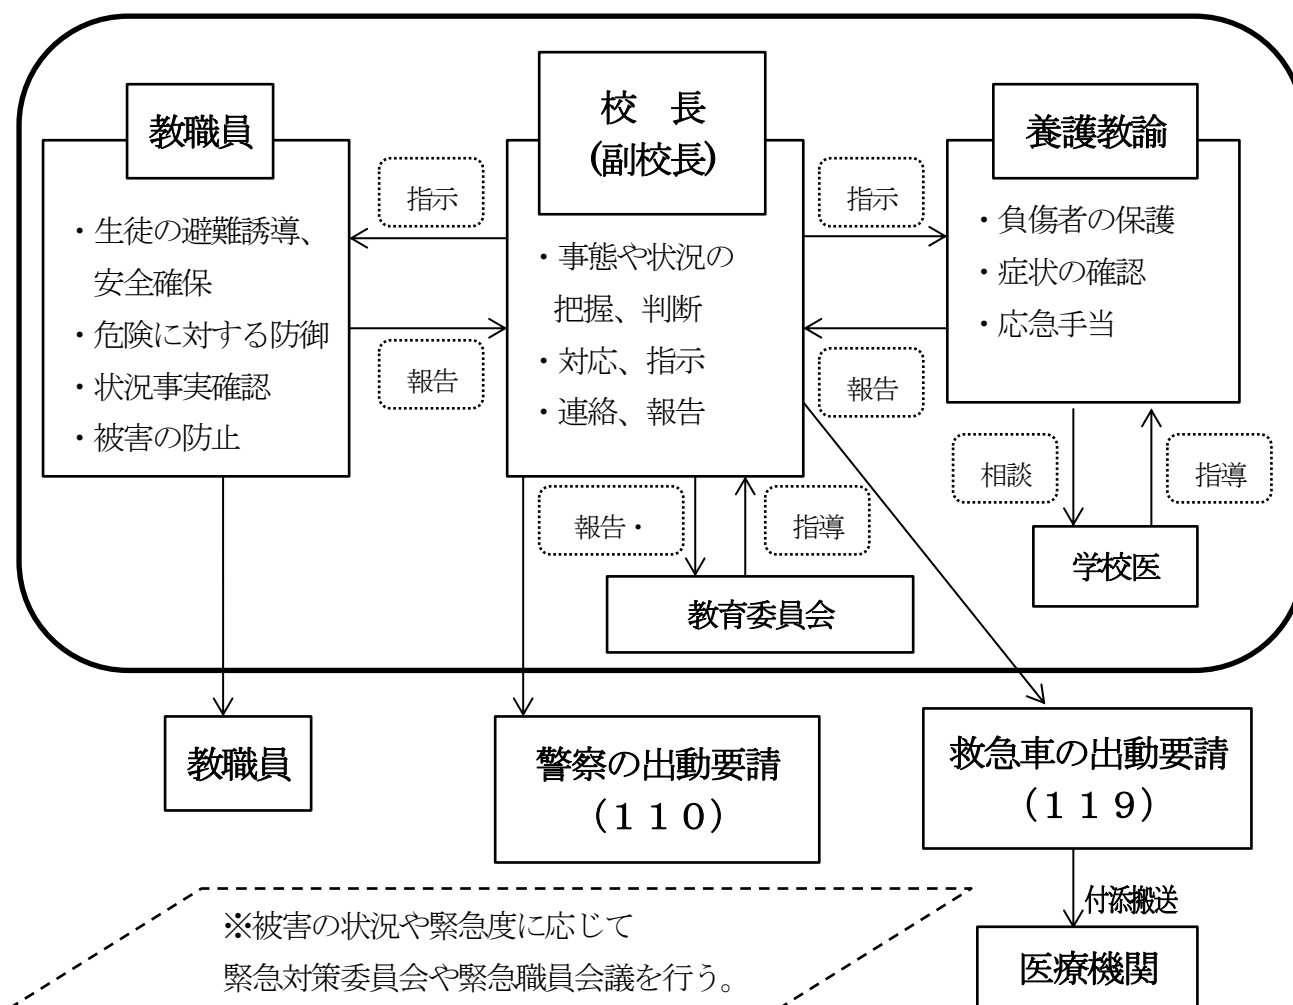 教職員
・生徒の避難誘導、
安全確保
・危険に対する防御
・状況事実確認
・被害の防止
指示
報告
校　長
(副校長)
・事態や状況の
把握、判断
・対応、指示
・連絡、報告
指示
報告
養護教諭
・負傷者の保護
・症状の確認
・応急手当
報告・
指導
教育委員会
相談
指導
学校医
教職員
警察の出動要請
（１１０）
救急車の出動要請
（１１９）
付添搬送
医療機関
※被害の状況や緊急度に応じて
緊急対策委員会や緊急職員会議を行う。